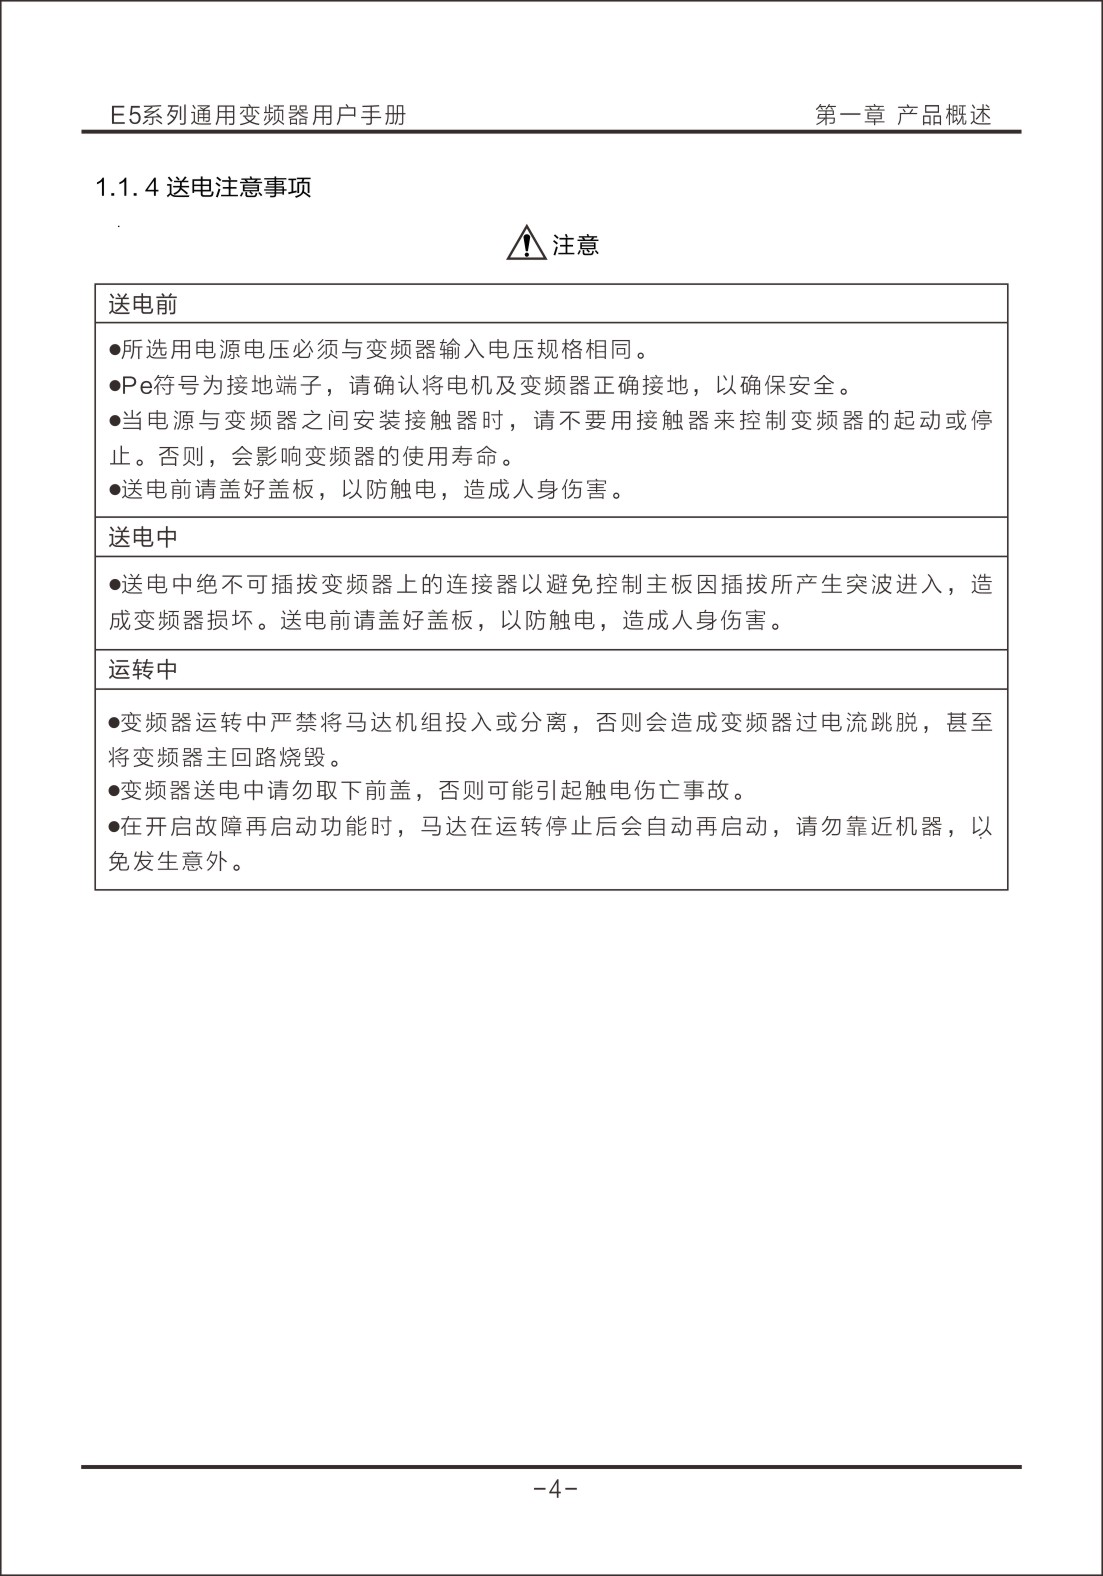 E5系列通用变频器用户手册 第一章 产品概述
1.1.4 送电注意事项
注意
送电前
●所选用电源电压必须与变频器输入电压规格相同。
●Pe符号为接地端子，请确认将电机及变频器正确接地，以确保安全。
●当电源与变频器之间安装接触器时，请不要用接触器来控制变频器的起动或停
止。否则，会影响变频器的使用寿命。
●送电前请盖好盖板，以防触电，造成人身伤害。
送电中
●送电中绝不可插拔变频器上的连接器以避免控制主板因插拔所产生突波进入，造
成变频器损坏。送电前请盖好盖板，以防触电，造成人身伤害。
运转中
●变频器运转中严禁将马达机组投入或分离，否则会造成变频器过电流跳脱，甚至
将变频器主回路烧毁。
●变频器送电中请勿取下前盖，否则可能引起触电伤亡事故。
●在开启故障再启动功能时，马达在运转停止后会自动再启动，请勿靠近机器，以
免发生意外。
-4-